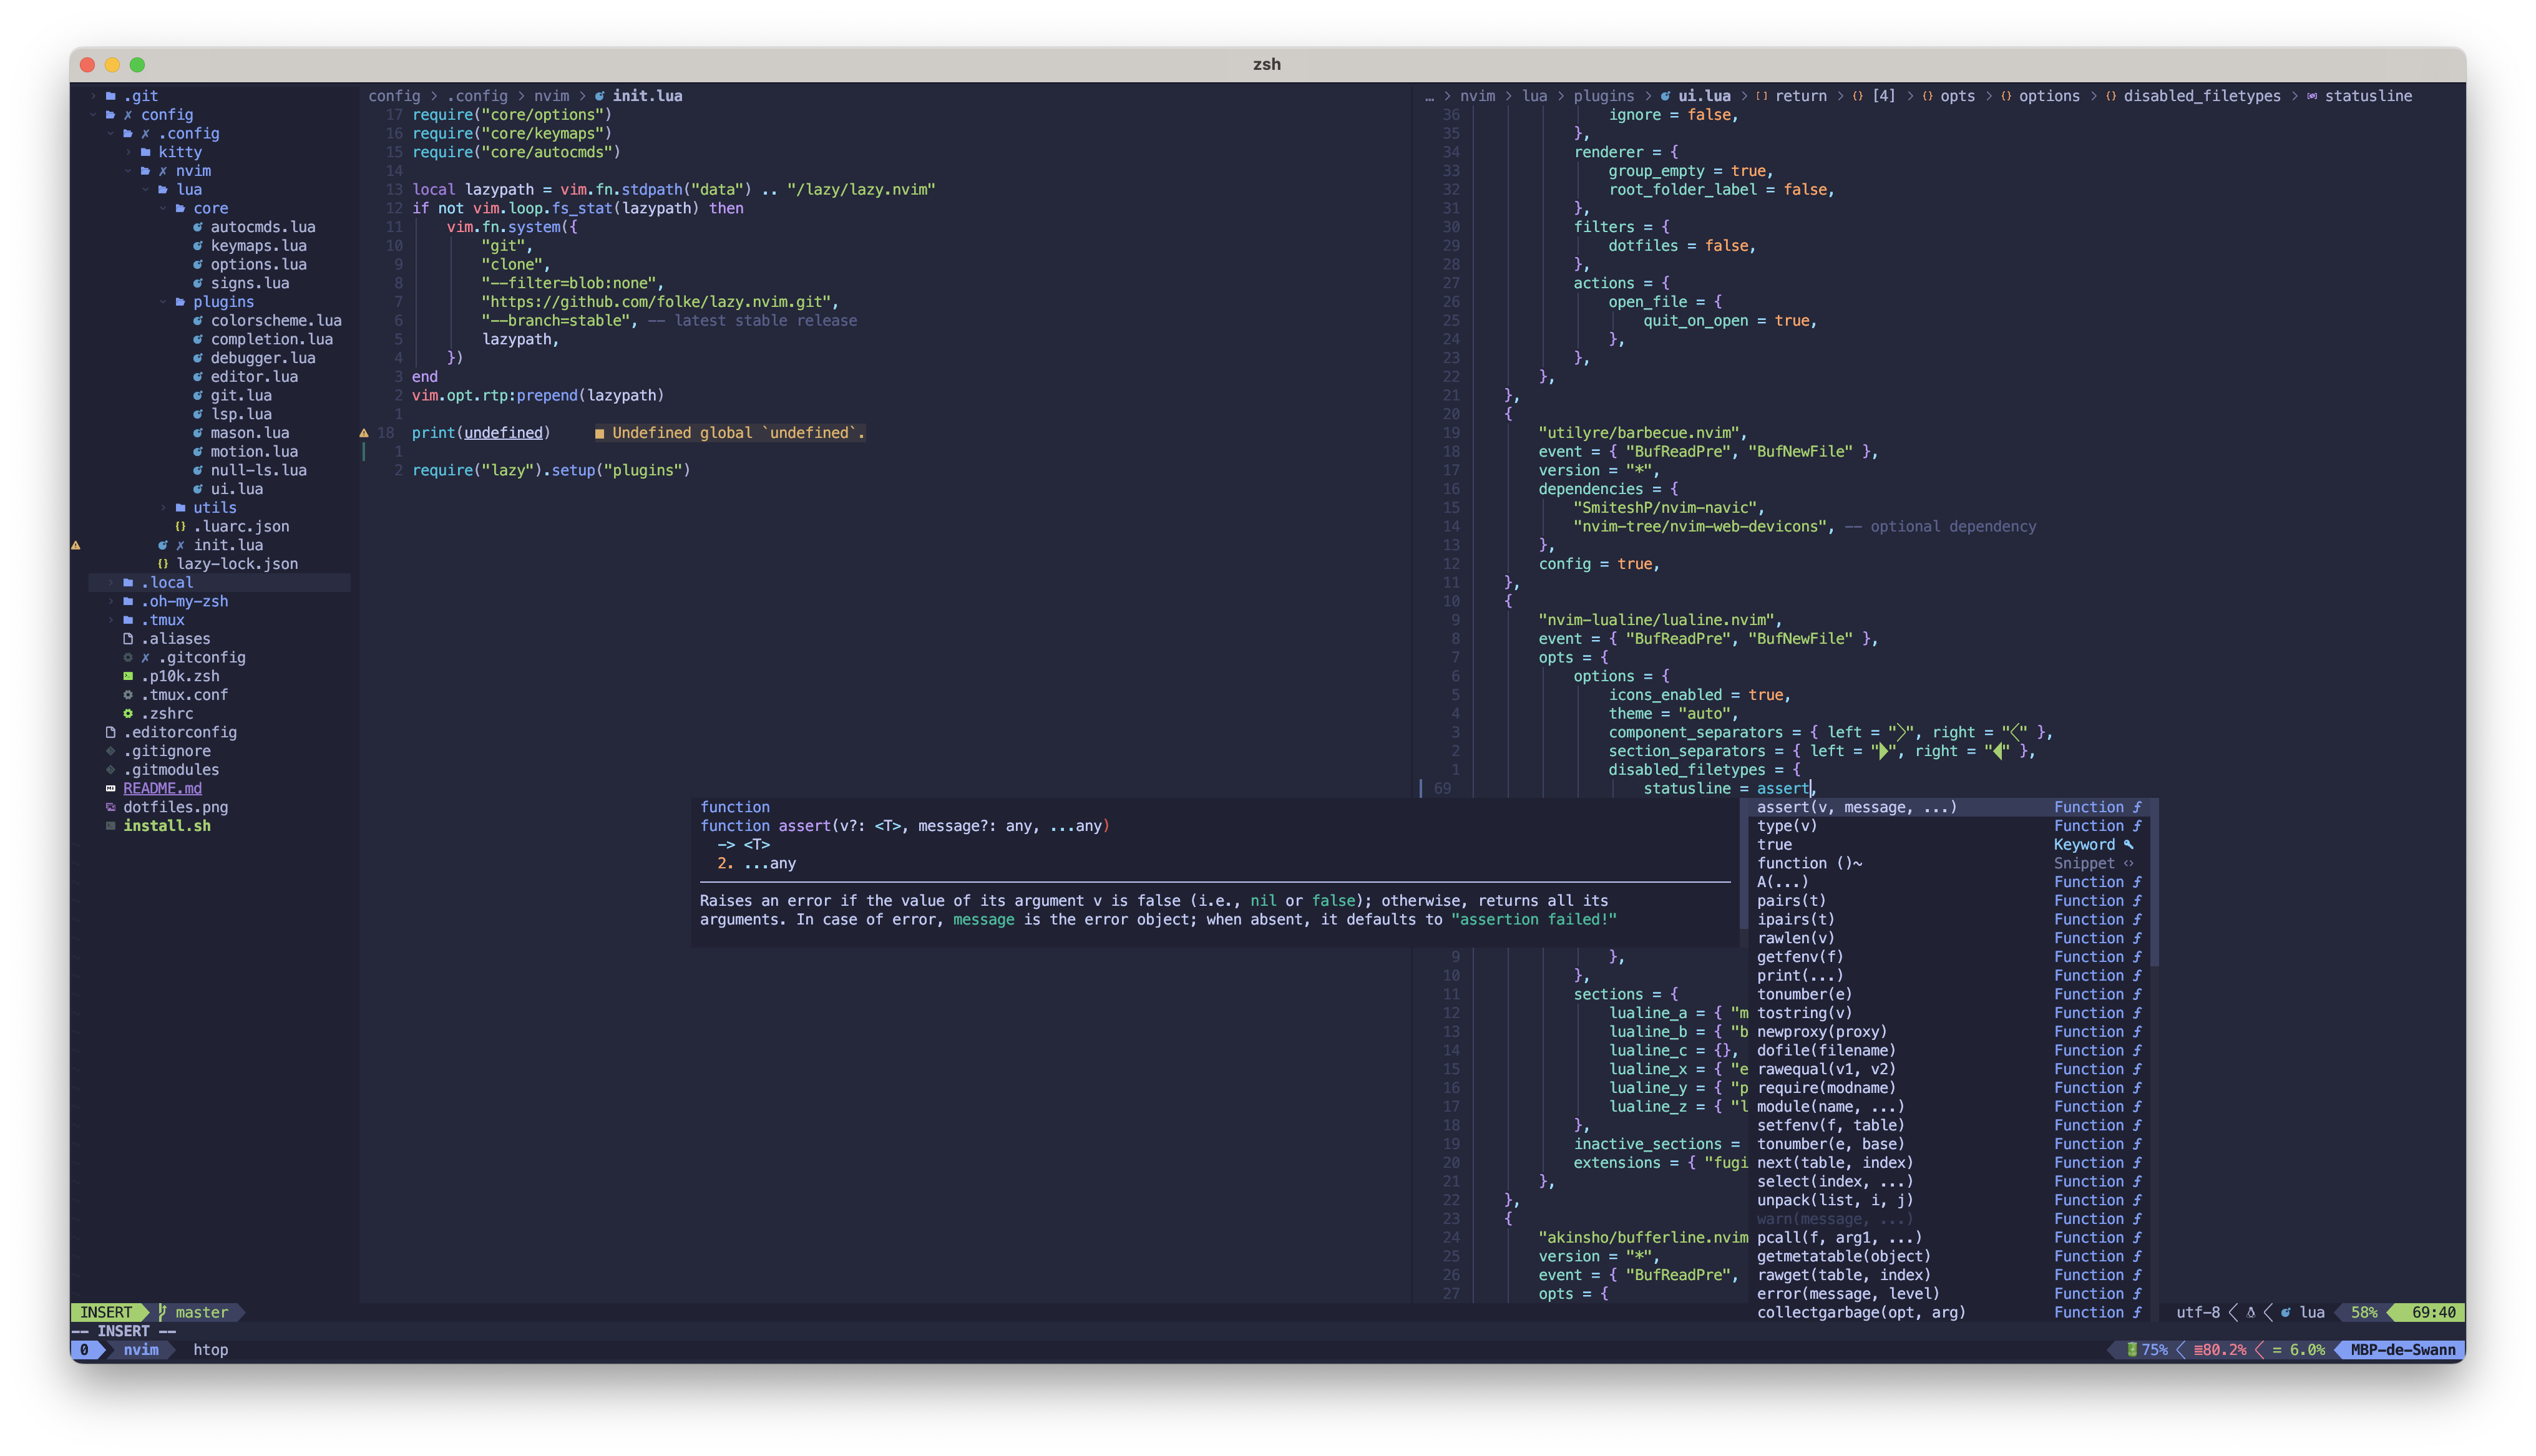 zsh
.git
config
.config
kitty
nvim
lua
core
autocmds.lua
keymaps.lua
options.lua
signs.lua
plugins
colorscheme.lua
completion.lua
debugger.lua
editor.lua
git.lua
lsp.lua
mason.lua
motion.lua
null-ls.lua
ui.lua
utils
{} .luarc.json
✗ init.lua
{} lazy-lock.json
.local
.oh-my-zsh
.tmux
.aliases
✗ .gitconfig
.p10k.zsh
.tmux.conf
.zshrc
.editorconfig
.gitignore
.gitmodules
README.md
dotfiles.png
install.sh
config > .config > nvim > init.lua
17 require("core/options")
16 require("core/keymaps")
15 require("core/autocmds")
14
13 local lazypath = vim.fn.stdpath("data") .. "/lazy/lazy.nvim"
12 if not vim.loop.fs_stat(lazypath) then
11 vim.fn.system({
10 "git",
9 "clone",
8 "--filter=blob:none",
7 "https://github.com/folke/lazy.nvim.git",
6 "--branch=stable", -- latest stable release
5 lazypath,
4 })
3 end
2 vim.opt.rtp:prepend(lazypath)
1
18 print(undefined) ■ Undefined global `undefined`.
1
2 require("lazy").setup("plugins")
… > nvim > lua > plugins > ui.lua > [] return > {} [4] > {} opts > {} options > {} disabled_filetypes > statusline
36 ignore = false,
35 },
34 renderer = {
33 group_empty = true,
32 root_folder_label = false,
31 },
30 filters = {
29 dotfiles = false,
28 },
27 actions = {
26 open_file = {
25 quit_on_open = true,
24 },
23 },
22 },
21 },
20 {
19 "utilyre/barbecue.nvim",
18 event = { "BufReadPre", "BufNewFile" },
17 version = "*",
16 dependencies = {
15 "SmiteshP/nvim-navic",
14 "nvim-tree/nvim-web-devicons", -- optional dependency
13 },
12 config = true,
11 },
10 {
9 "nvim-lualine/lualine.nvim",
8 event = { "BufReadPre", "BufNewFile" },
7 opts = {
6 options = {
5 icons_enabled = true,
4 theme = "auto",
3 component_separators = { left = "", right = "" },
2 section_separators = { left = "", right = "" },
1 disabled_filetypes = {
69 statusline = assert,
function
function assert(v?: <T>, message?: any, ...any)
-> <T>
2. ...any
Raises an error if the value of its argument v is false (i.e., nil or false); otherwise, returns all its
arguments. In case of error, message is the error object; when absent, it defaults to "assertion failed!"
assert(v, message, ...) Function ƒ
type(v) Function ƒ
true Keyword
function ()~ Snippet
A(...) Function ƒ
pairs(t) Function ƒ
ipairs(t) Function ƒ
rawlen(v) Function ƒ
getfenv(f) Function ƒ
print(...) Function ƒ
tonumber(e) Function ƒ
tostring(v) Function ƒ
newproxy(proxy) Function ƒ
dofile(filename) Function ƒ
rawequal(v1, v2) Function ƒ
require(modname) Function ƒ
module(name, ...) Function ƒ
setfenv(f, table) Function ƒ
tonumber(e, base) Function ƒ
next(table, index) Function ƒ
select(index, ...) Function ƒ
unpack(list, i, j) Function ƒ
warn(message, ...) Function ƒ
pcall(f, arg1, ...) Function ƒ
getmetatable(object) Function ƒ
rawget(table, index) Function ƒ
error(message, level) Function ƒ
collectgarbage(opt, arg) Function ƒ
9 },
10 },
11 sections = {
12 lualine_a = { "m
13 lualine_b = { "b
14 lualine_c = {},
15 lualine_x = { "e
16 lualine_y = { "p
17 lualine_z = { "l
18 },
19 inactive_sections =
20 extensions = { "fugi
21 },
22 },
23 {
24 "akinsho/bufferline.nvim
25 version = "*",
26 event = { "BufReadPre",
27 opts = {
INSERT master
utf-8 lua 58% 69:40
-- INSERT --
0 nvim htop
75% 80.2% = 6.0% MBP-de-Swann